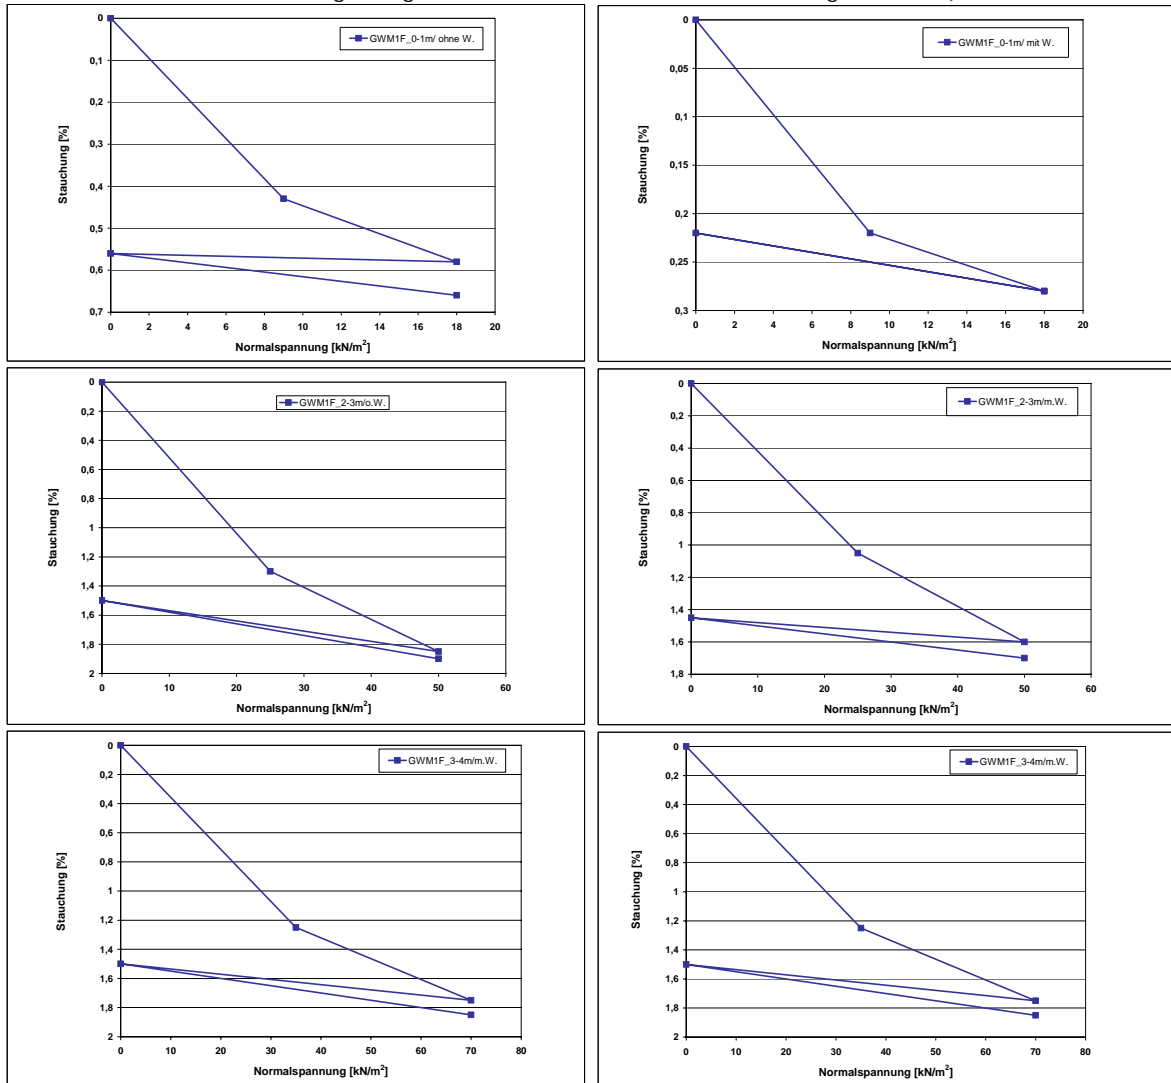 GWM1F_0-1m/ ohne W.
0
0,1
0,2
0,3
0,4
0,5
0,6
0,7
Stauchung [%]
0 2 4 6 8 10 12 14 16 18 20
Normalspannung [kN/m²]
GWM1F_0-1m/ mit W.
0
0,05
0,1
0,15
0,2
0,25
0,3
Stauchung [%]
0 2 4 6 8 10 12 14 16 18 20
Normalspannung [kN/m²]
GWM1F_2-3m/o.W.
0
0,2
0,4
0,6
0,8
1
1,2
1,4
1,6
1,8
2
Stauchung [%]
0 10 20 30 40 50 60
Normalspannung [kN/m²]
GWM1F_2-3m/m.W.
0
0,2
0,4
0,6
0,8
1
1,2
1,4
1,6
1,8
Stauchung [%]
0 10 20 30 40 50 60
Normalspannung [kN/m²]
GWM1F_3-4m/m.W.
0
0,2
0,4
0,6
0,8
1
1,2
1,4
1,6
1,8
2
Stauchung [%]
0 10 20 30 40 50 60 70 80
Normalspannung [kN/m²]
GWM1F_3-4m/m.W.
0
0,2
0,4
0,6
0,8
1
1,2
1,4
1,6
1,8
2
Stauchung [%]
0 10 20 30 40 50 60 70 80
Normalspannung [kN/m²]